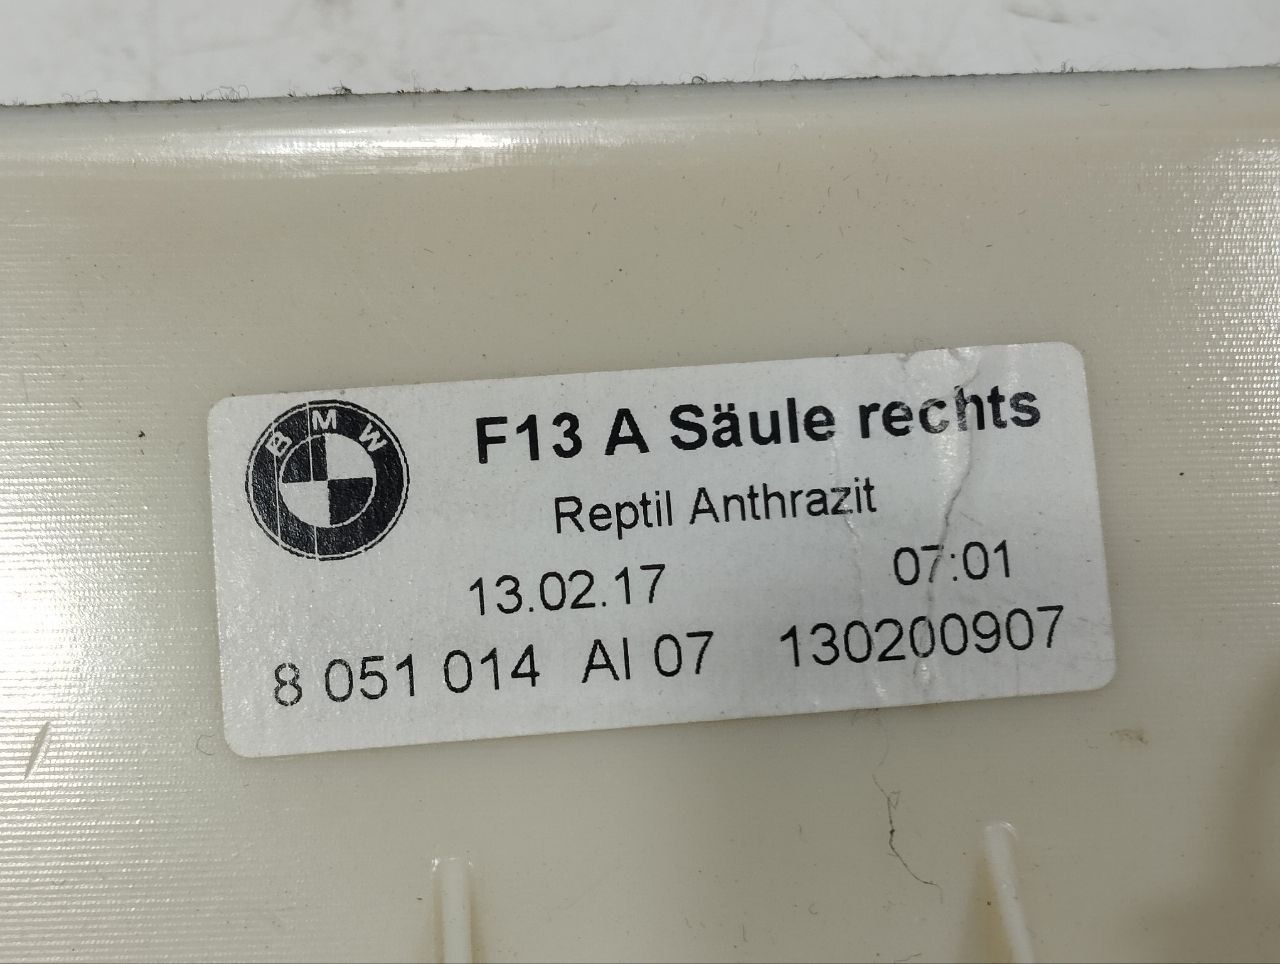 BMW
F13 A Säule rechts
Reptil Anthrazit
13.02.17 07:01
8 051 014 AI 07 130200907